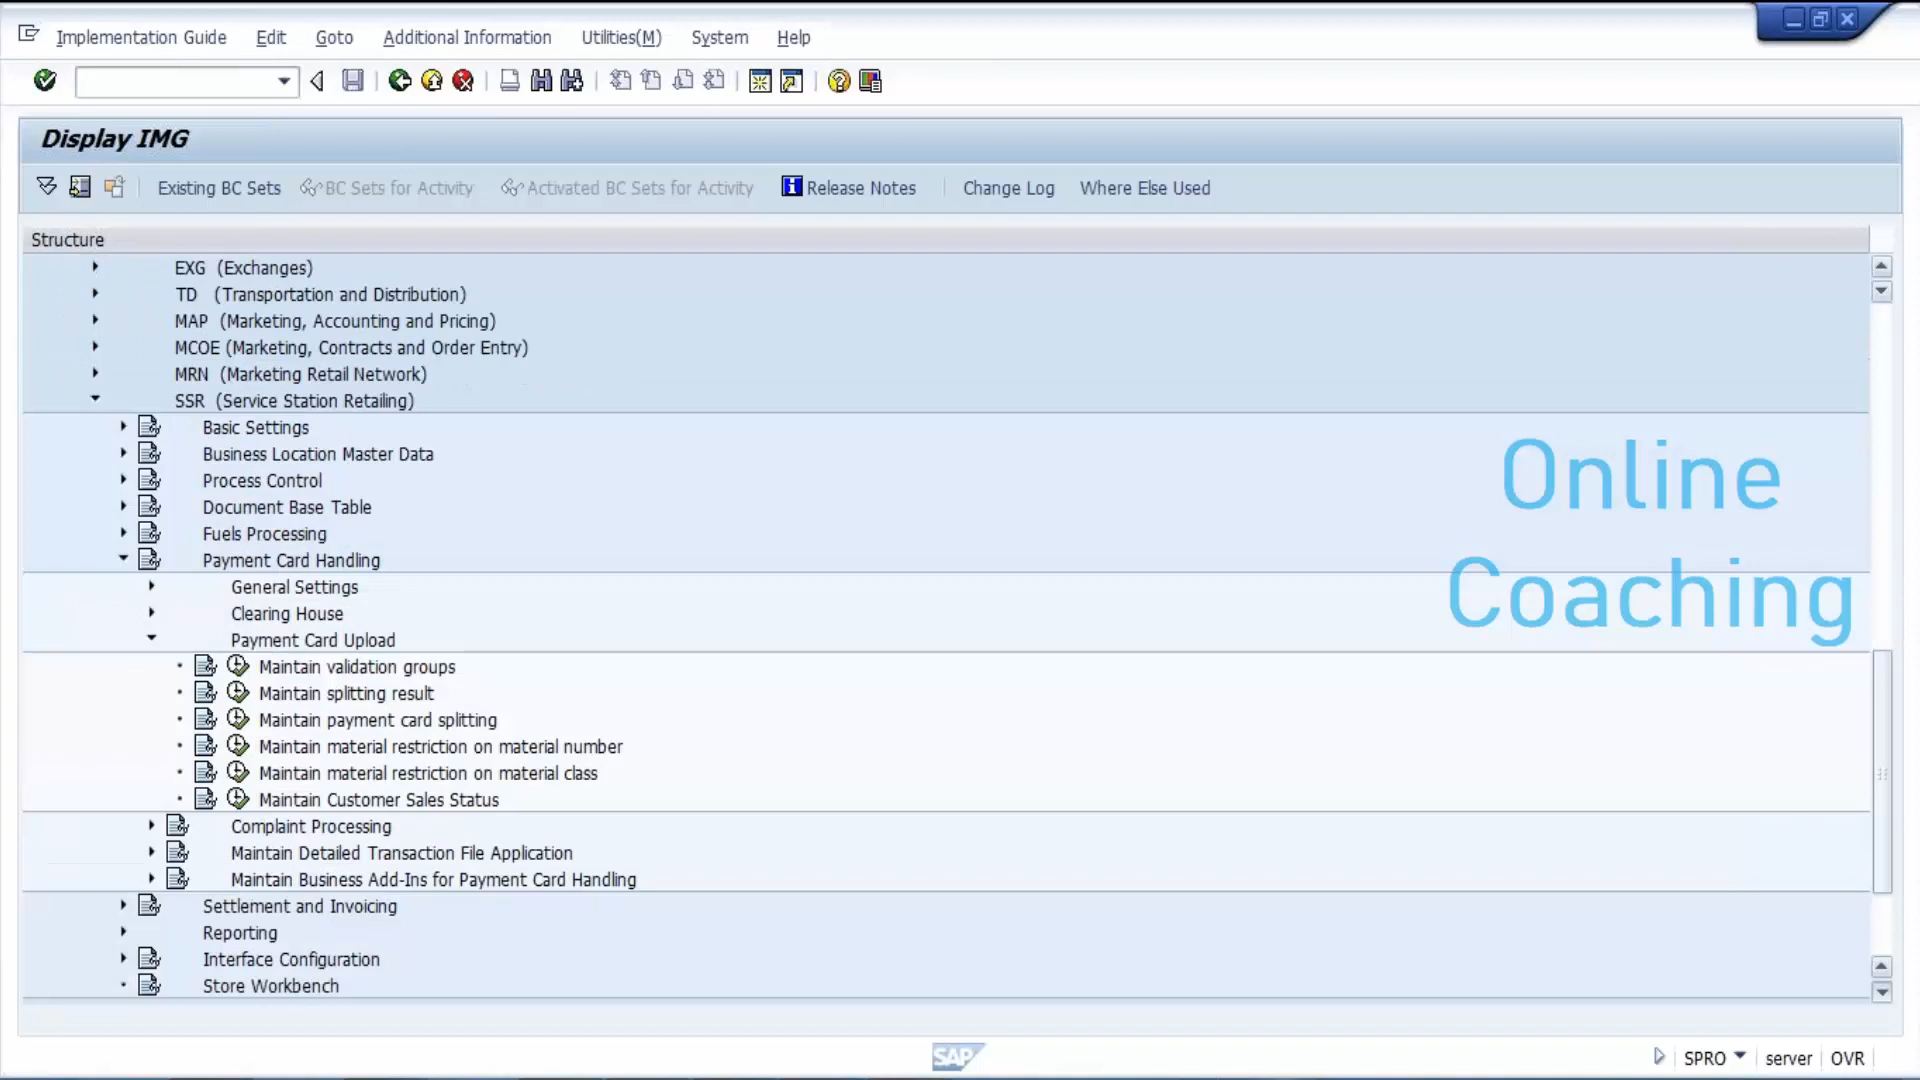 Implementation Guide Edit Goto Additional Information Utilities(M) System Help
Display IMG
Existing BC Sets BC Sets for Activity Activated BC Sets for Activity Release Notes Change Log Where Else Used
Structure
EXG (Exchanges)
TD (Transportation and Distribution)
MAP (Marketing, Accounting and Pricing)
MCOE (Marketing, Contracts and Order Entry)
MRN (Marketing Retail Network)
SSR (Service Station Retailing)
Basic Settings
Business Location Master Data
Process Control
Document Base Table
Fuels Processing
Payment Card Handling
General Settings
Clearing House
Payment Card Upload
Maintain validation groups
Maintain splitting result
Maintain payment card splitting
Maintain material restriction on material number
Maintain material restriction on material class
Maintain Customer Sales Status
Complaint Processing
Maintain Detailed Transaction File Application
Maintain Business Add-Ins for Payment Card Handling
Settlement and Invoicing
Reporting
Interface Configuration
Store Workbench
Online
Coaching
SAP
SPRO server OVR